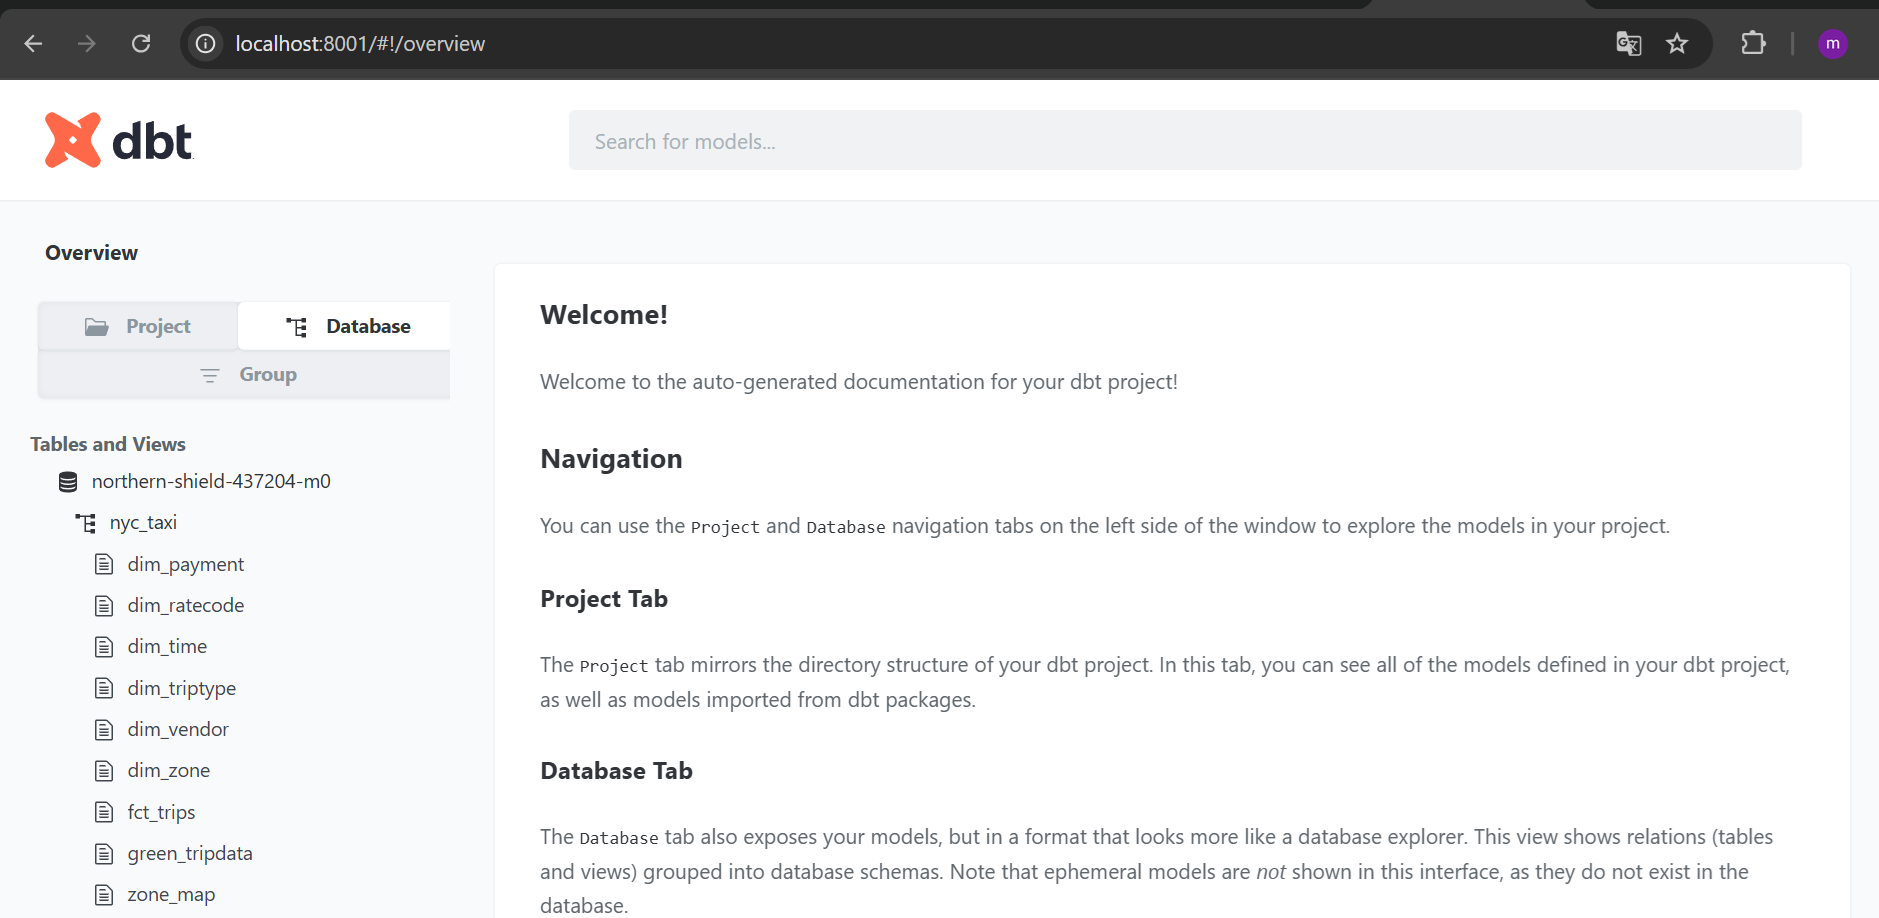 localhost:8001/#!/overview
m
dbt
Search for models...
Overview
Project
Database
Group
Tables and Views
northern-shield-437204-m0
nyc_taxi
dim_payment
dim_ratecode
dim_time
dim_triptype
dim_vendor
dim_zone
fct_trips
green_tripdata
zone_map
Welcome!
Welcome to the auto-generated documentation for your dbt project!
Navigation
You can use the Project and Database navigation tabs on the left side of the window to explore the models in your project.
Project Tab
The Project tab mirrors the directory structure of your dbt project. In this tab, you can see all of the models defined in your dbt project,
as well as models imported from dbt packages.
Database Tab
The Database tab also exposes your models, but in a format that looks more like a database explorer. This view shows relations (tables
and views) grouped into database schemas. Note that ephemeral models are not shown in this interface, as they do not exist in the
database.